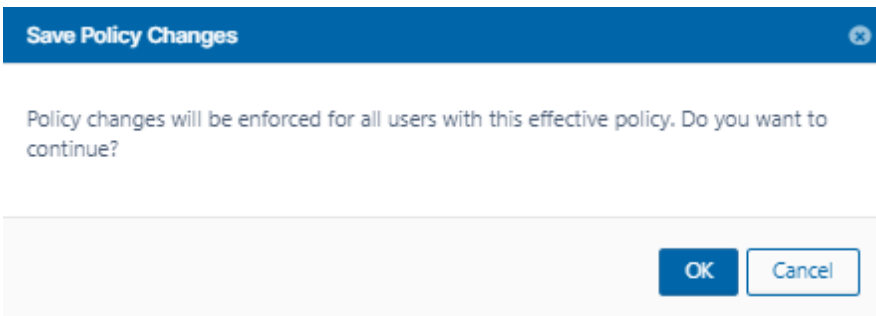 Save Policy Changes
Policy changes will be enforced for all users with this effective policy. Do you want to
continue?
OK
Cancel